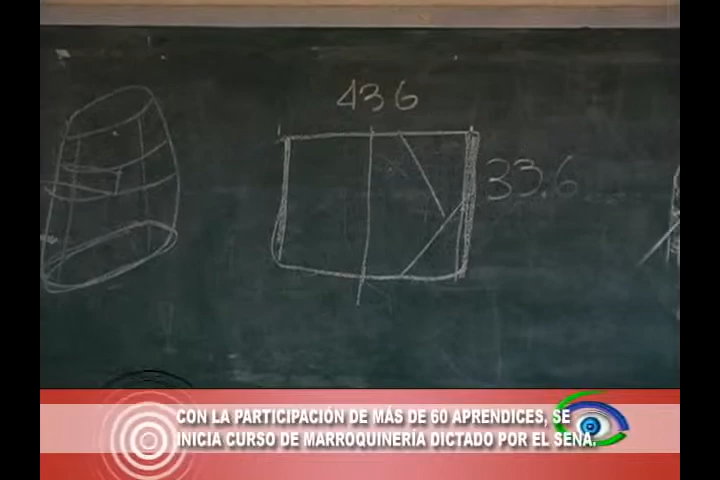 436
33.6
CON LA PARTICIPACIÓN DE MÁS DE 60 APRENDICES, SE
INICIA CURSO DE MARROQUINERÍA DICTADO POR EL SENA.